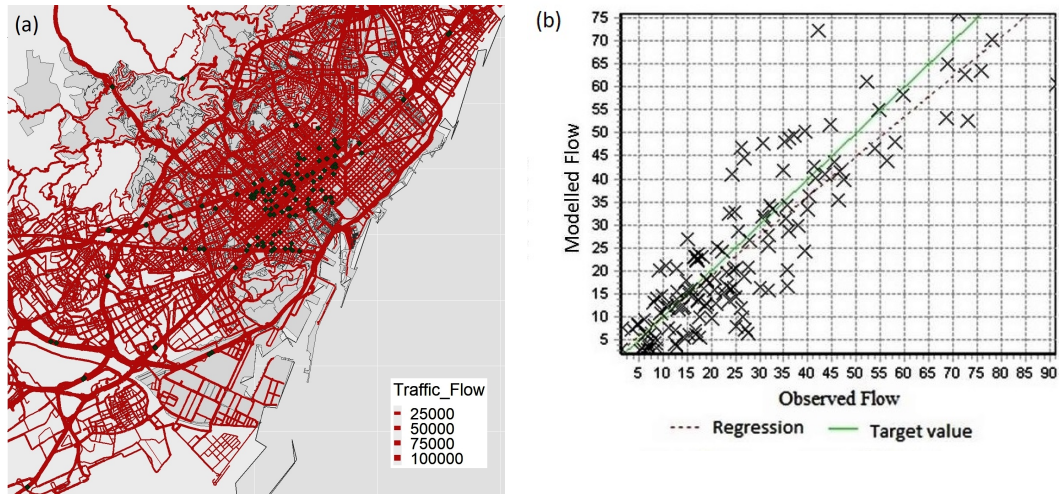 (a)
Traffic_Flow
25000
50000
75000
100000
(b)
Modelled Flow
75
70
65
60
55
50
45
40
35
30
25
20
15
10
5
5 10 15 20 25 30 35 40 45 50 55 60 65 70 75 80 85 90
Observed Flow
Regression Target value